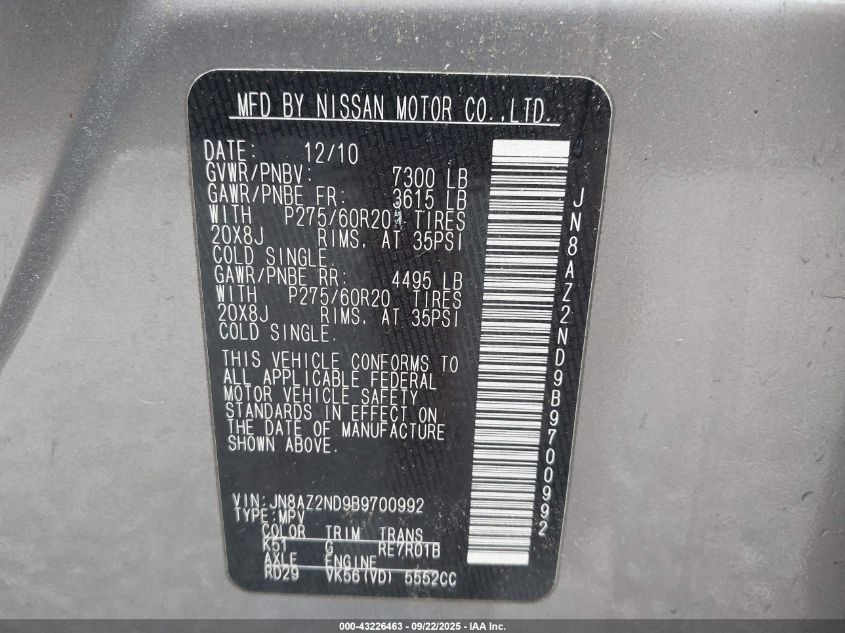 MFD BY NISSAN MOTOR CO.,LTD.
DATE: 12/10
GVWR/PNBV: 7300 LB
GAWR/PNBE FR: 3615 LB
WITH P275/60R20 TIRES
20X8J RIMS. AT 35PSI
COLD SINGLE.
GAWR/PNBE RR: 4495 LB
WITH P275/60R20 TIRES
20X8J RIMS. AT 35PSI
COLD SINGLE.
THIS VEHICLE CONFORMS TO
ALL APPLICABLE FEDERAL
MOTOR VEHICLE SAFETY
STANDARDS IN EFFECT ON
THE DATE OF MANUFACTURE
SHOWN ABOVE.
VIN:JN8AZ2ND9B9700992
TYPE:MPV
COLOR TRIM TRANS
K51 G RE7R01B
AXLE ENGINE
RD29 VK56(VD) 5552CC
JN8AZ2ND9B9700992
000-43226463 - 09/22/2025 - IAA Inc.